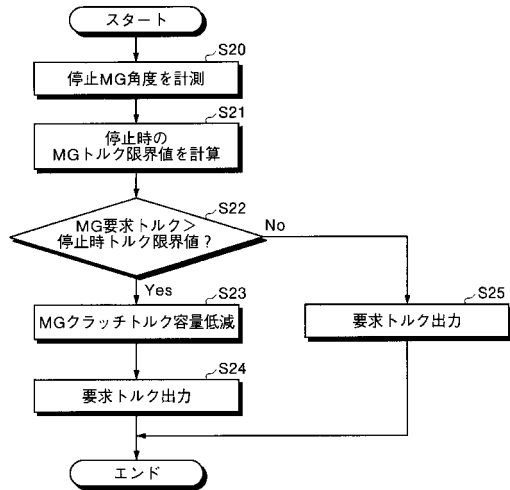 スタート
S20
停止MG角度を計測
S21
停止時の
MGトルク限界値を計算
S22
MG要求トルク>
停止時トルク限界値?
No
Yes
S23
MGクラッチトルク容量低減
S25
要求トルク出力
S24
要求トルク出力
エンド